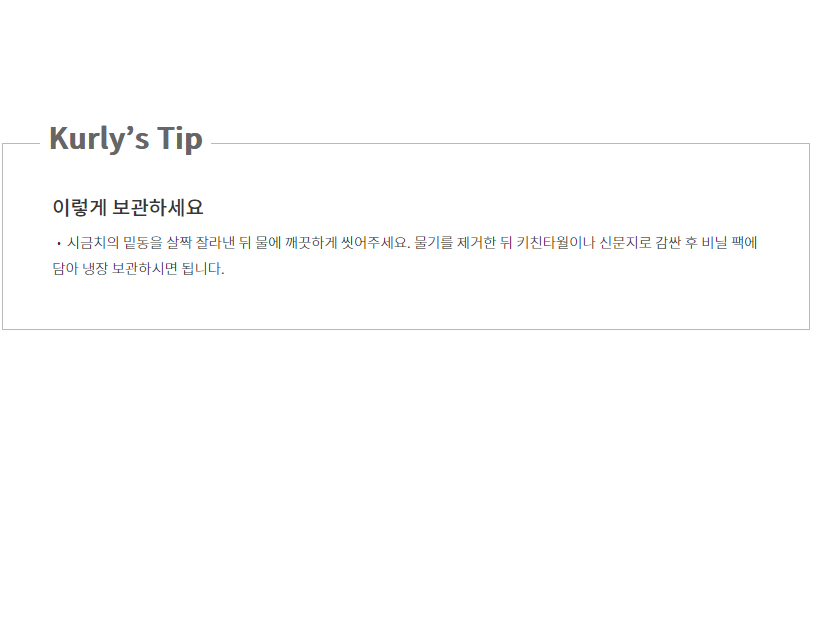 Kurly’s Tip
이렇게 보관하세요
• 시금치의 밑동을 살짝 잘라낸 뒤 물에 깨끗하게 씻어주세요. 물기를 제거한 뒤 키친타월이나 신문지로 감싼 후 비닐 팩에
담아 냉장 보관하시면 됩니다.